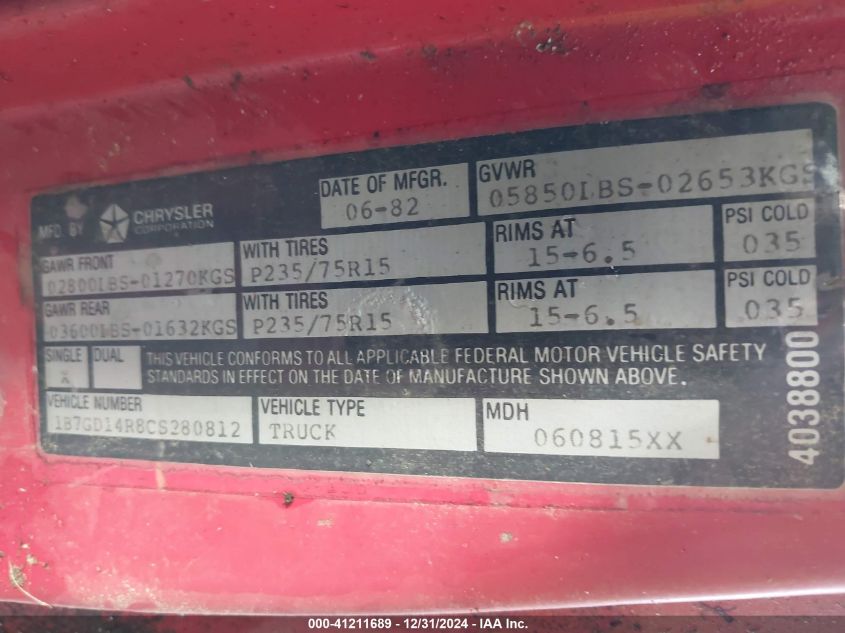 MFD. BY CHRYSLER CORPORATION
DATE OF MFGR.
06-82
GVWR
05850LBS-02653KGS
GAWR FRONT
02800LBS-01270KGS
WITH TIRES
P235/75R15
RIMS AT
15-6.5
PSI COLD
035
GAWR REAR
03600LBS-01632KGS
WITH TIRES
P235/75R15
RIMS AT
15-6.5
PSI COLD
035
SINGLE
X
DUAL
THIS VEHICLE CONFORMS TO ALL APPLICABLE FEDERAL MOTOR VEHICLE SAFETY
STANDARDS IN EFFECT ON THE DATE OF MANUFACTURE SHOWN ABOVE.
VEHICLE NUMBER
1B7GD14R8CS280812
VEHICLE TYPE
TRUCK
MDH
060815XX
4038800
000-41211689 - 12/31/2024 - IAA Inc.